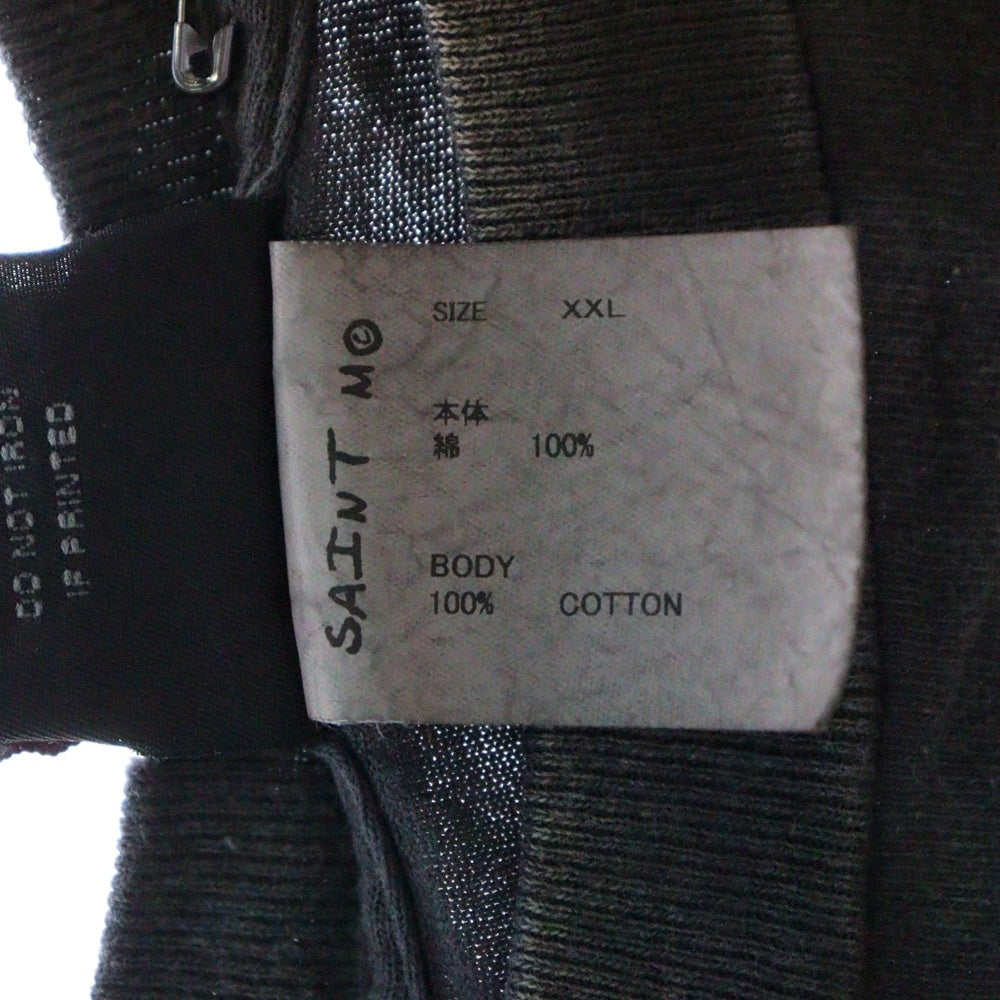 SIZE XXL
本体
綿 100%
BODY
100% COTTON
SAINT M©
DO NOT IRON
IF PRINTED